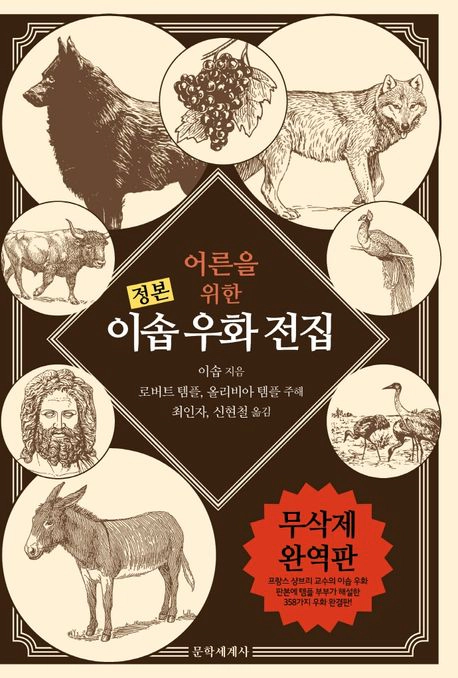 어른을
위한
정본
이솝 우화 전집
이솝 지음
로버트 템플, 올리비아 템플 주해
최인자, 신현철 옮김
무삭제
완역판
프랑스 샹브리 교수의 이솝 우화
판본에 템플 부부가 해설한
358가지 우화 완결판!
문학세계사